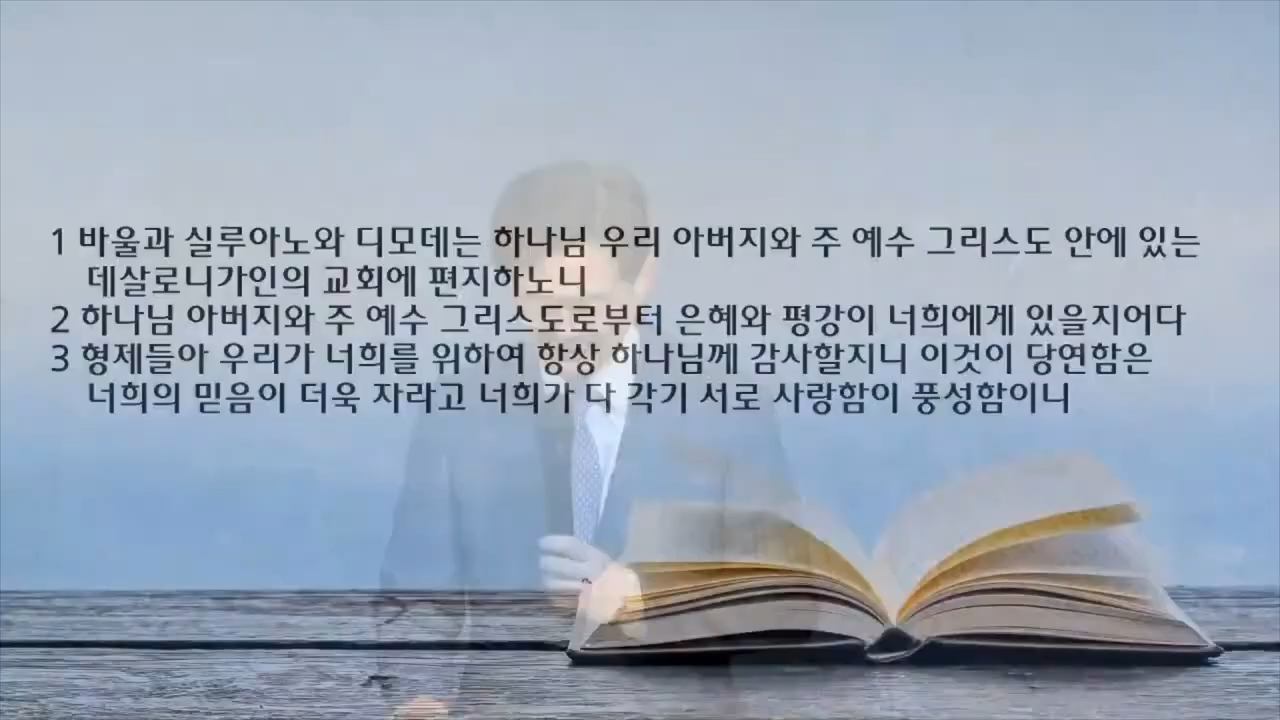 1 바울과 실루아노와 디모데는 하나님 우리 아버지와 주 예수 그리스도 안에 있는
데살로니가인의 교회에 편지하노니
2 하나님 아버지와 주 예수 그리스도로부터 은혜와 평강이 너희에게 있을지어다
3 형제들아 우리가 너희를 위하여 항상 하나님께 감사할지니 이것이 당연함은
너희의 믿음이 더욱 자라고 너희가 다 각기 서로 사랑함이 풍성함이니